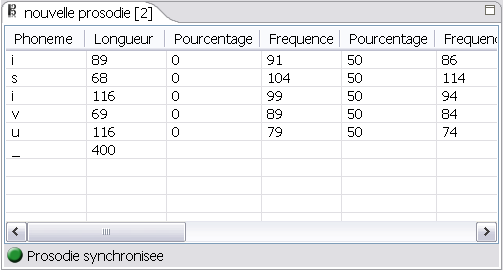 nouvelle prosodie [2]
Phoneme Longueur Pourcentage Frequence Pourcentage Frequenc
i 89 0 91 50 86
s 68 0 104 50 114
i 116 0 99 50 94
v 69 0 89 50 84
u 116 0 79 50 74
_ 400
Prosodie synchronisee